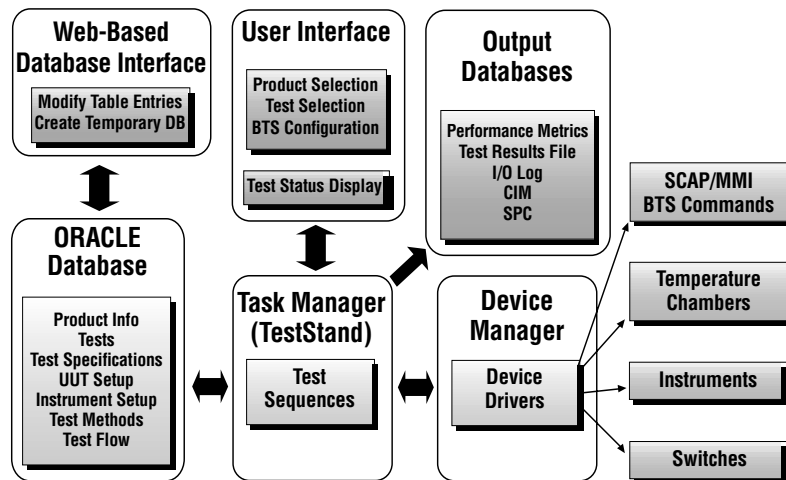 Web-Based
Database Interface
Modify Table Entries
Create Temporary DB
User Interface
Product Selection
Test Selection
BTS Configuration
Test Status Display
Output
Databases
Performance Metrics
Test Results File
I/O Log
CIM
SPC
ORACLE
Database
Product Info
Tests
Test Specifications
UUT Setup
Instrument Setup
Test Methods
Test Flow
Task Manager
(TestStand)
Test
Sequences
Device
Manager
Device
Drivers
SCAP/MMI
BTS Commands
Temperature
Chambers
Instruments
Switches